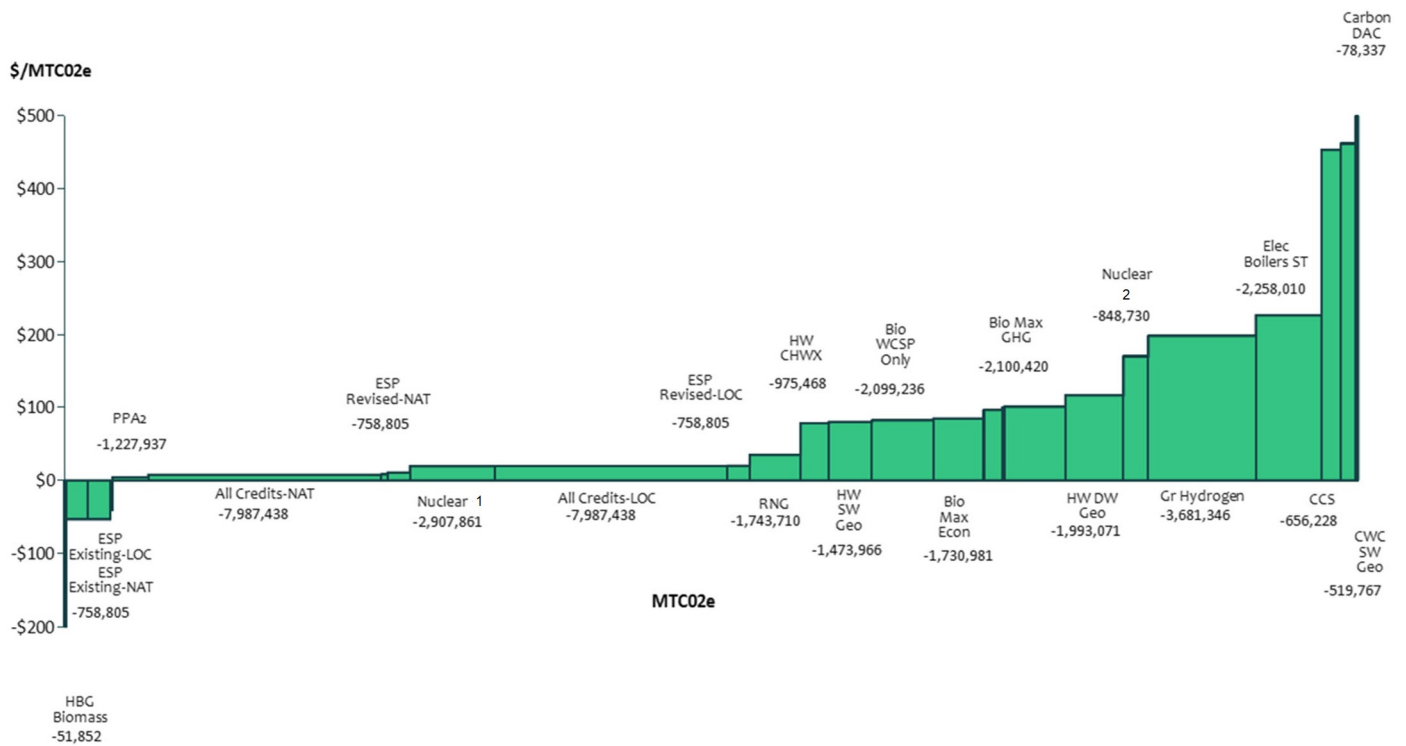 Carbon
DAC
-78,337
$/MTC02e
$500
$400
$300
$200
$100
$0
-$100
-$200
HBG
Biomass
-51,852
ESP
Existing-LOC
ESP
Existing-NAT
-758,805
PPA2
-1,227,937
All Credits-NAT
-7,987,438
ESP
Revised-NAT
-758,805
Nuclear 1
-2,907,861
All Credits-LOC
-7,987,438
ESP
Revised-LOC
-758,805
RNG
-1,743,710
HW
CHWX
-975,468
HW
SW
Geo
-1,473,966
Bio
WCSP
Only
-2,099,236
Bio
Max
Econ
-1,730,981
Bio Max
GHG
-2,100,420
HW DW
Geo
-1,993,071
Nuclear
2
-848,730
Gr Hydrogen
-3,681,346
Elec
Boilers ST
-2,258,010
CCS
-656,228
CWC
SW
Geo
-519,767
MTC02e